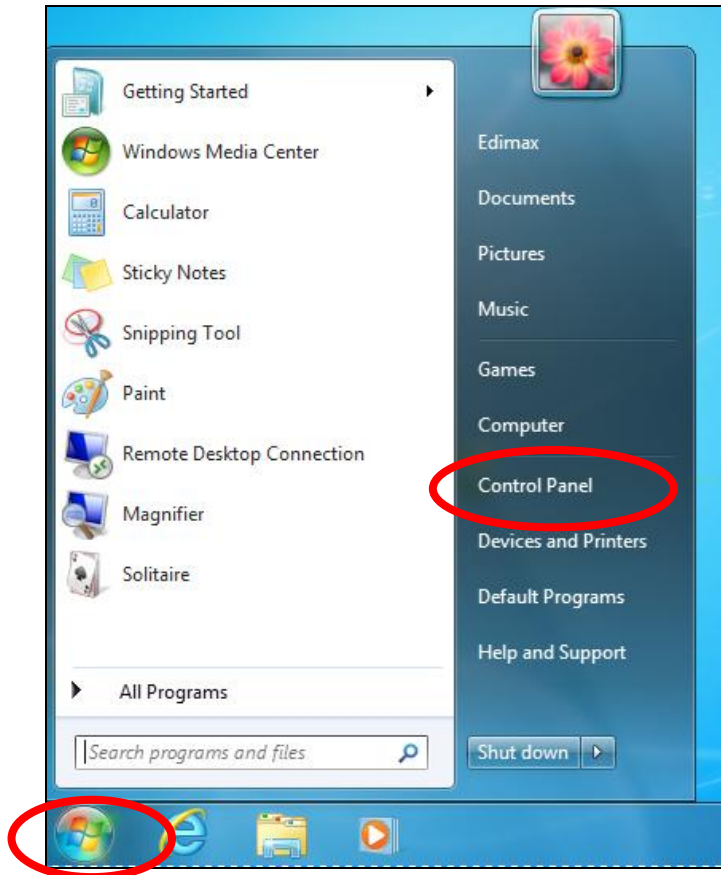 Getting Started
Windows Media Center
Calculator
Sticky Notes
Snipping Tool
Paint
Remote Desktop Connection
Magnifier
Solitaire
All Programs
Search programs and files
Edimax
Documents
Pictures
Music
Games
Computer
Control Panel
Devices and Printers
Default Programs
Help and Support
Shut down